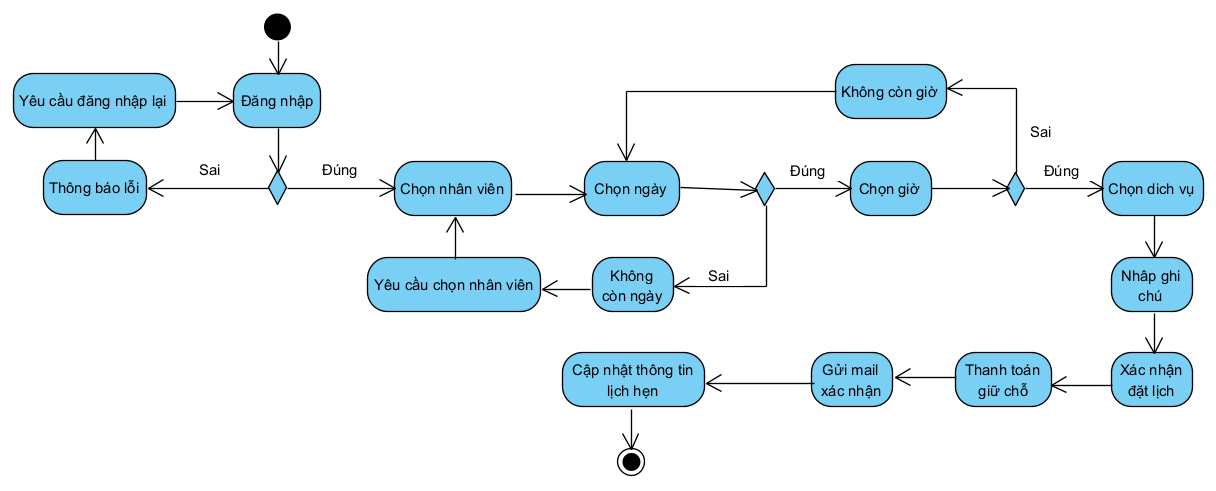 Yêu cầu đăng nhập lại
Đăng nhập
Không còn giờ
Sai
Thông báo lỗi
Sai
Đúng
Chọn nhân viên
Chọn ngày
Đúng
Chọn giờ
Đúng
Chọn dich vụ
Yêu cầu chọn nhân viên
Không
còn ngày
Sai
Nhâp ghi
chú
Cập nhật thông tin
lịch hẹn
Gửi mail
xác nhận
Thanh toán
giữ chỗ
Xác nhận
đặt lịch